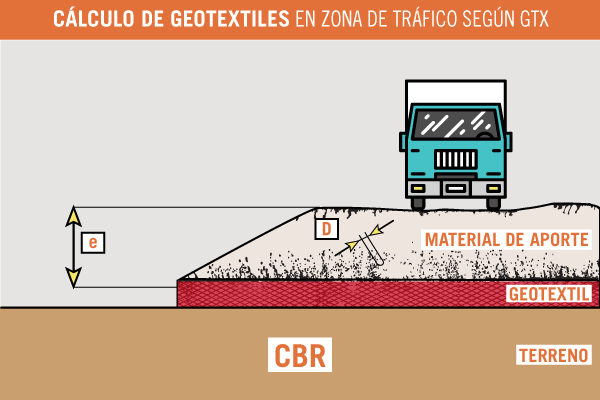 CÁLCULO DE GEOTEXTILES EN ZONA DE TRÁFICO SEGÚN GTX
e
D
MATERIAL DE APORTE
GEOTEXTIL
CBR
TERRENO